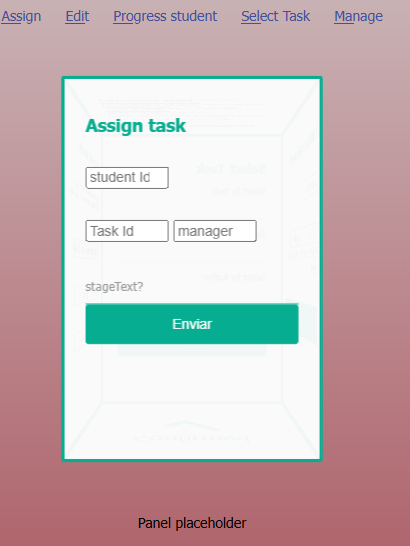 Assign Edit Progress student Select Task Manage
Assign task
student Id
Task Id manager
stageText?
Enviar
Panel placeholder